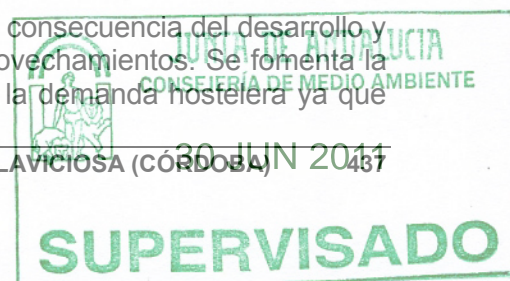 consecuencia del desarrollo y
JUNTA DE ANDALUCIA
ovechamientos. Se fomenta la
CONSEJERÍA DE MEDIO AMBIENTE
la demanda hostelera ya que
LAVICIOSA (CÓRDOBA) 437
30 JUN 2011
SUPERVISADO